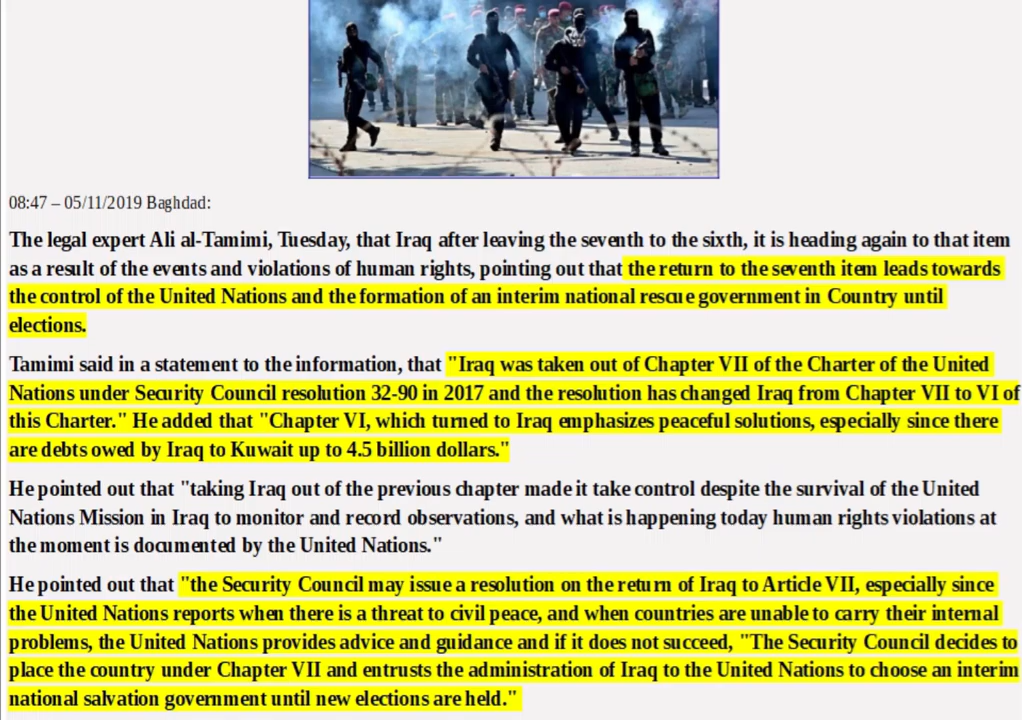 08:47 – 05/11/2019 Baghdad:
The legal expert Ali al-Tamimi, Tuesday, that Iraq after leaving the seventh to the sixth, it is heading again to that item
as a result of the events and violations of human rights, pointing out that the return to the seventh item leads towards
the control of the United Nations and the formation of an interim national rescue government in Country until
elections.
Tamimi said in a statement to the information, that "Iraq was taken out of Chapter VII of the Charter of the United
Nations under Security Council resolution 32-90 in 2017 and the resolution has changed Iraq from Chapter VII to VI of
this Charter." He added that "Chapter VI, which turned to Iraq emphasizes peaceful solutions, especially since there
are debts owed by Iraq to Kuwait up to 4.5 billion dollars."
He pointed out that "taking Iraq out of the previous chapter made it take control despite the survival of the United
Nations Mission in Iraq to monitor and record observations, and what is happening today human rights violations at
the moment is documented by the United Nations."
He pointed out that "the Security Council may issue a resolution on the return of Iraq to Article VII, especially since
the United Nations reports when there is a threat to civil peace, and when countries are unable to carry their internal
problems, the United Nations provides advice and guidance and if it does not succeed, "The Security Council decides to
place the country under Chapter VII and entrusts the administration of Iraq to the United Nations to choose an interim
national salvation government until new elections are held."